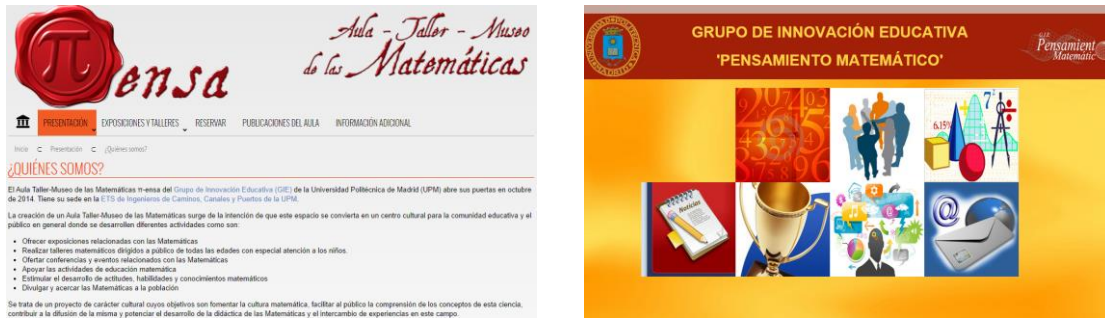 πensa
Aula - Taller - Museo
de las Matemáticas
PRESENTACIÓN EXPOSICIONES Y TALLERES RESERVAR PUBLICACIONES DEL AULA INFORMACIÓN ADICIONAL
Inicio Presentación ¿Quiénes somos?
¿QUIÉNES SOMOS?
El Aula Taller-Museo de las Matemáticas π-ensa del Grupo de Innovación Educativa (GIE) de la Universidad Politécnica de Madrid (UPM) abre sus puertas en octubre
de 2014. Tiene su sede en la ETS de Ingenieros de Caminos, Canales y Puertos de la UPM.
La creación de un Aula Taller-Museo de las Matemáticas surge de la intención de que este espacio se convierta en un centro cultural para la comunidad educativa y el
público en general donde se desarrollen diferentes actividades como son:
• Ofrecer exposiciones relacionadas con las Matemáticas
• Realizar talleres matemáticos dirigidos a público de todas las edades con especial atención a los niños.
• Ofertar conferencias y eventos relacionados con las Matemáticas
• Apoyar las actividades de educación matemática
• Estimular el desarrollo de actitudes, habilidades y conocimientos matemáticos
• Divulgar y acercar las Matemáticas a la población
Se trata de un proyecto de carácter cultural cuyos objetivos son fomentar la cultura matemática, facilitar al público la comprensión de los conceptos de esta ciencia,
contribuir a la difusión de la misma y potenciar el desarrollo de la didáctica de las Matemáticas y el intercambio de experiencias en este campo.
GRUPO DE INNOVACIÓN EDUCATIVA
'PENSAMIENTO MATEMÁTICO'
G.I.E.
Pensamient
Matemátic
7²
6.15%
Noticias
@